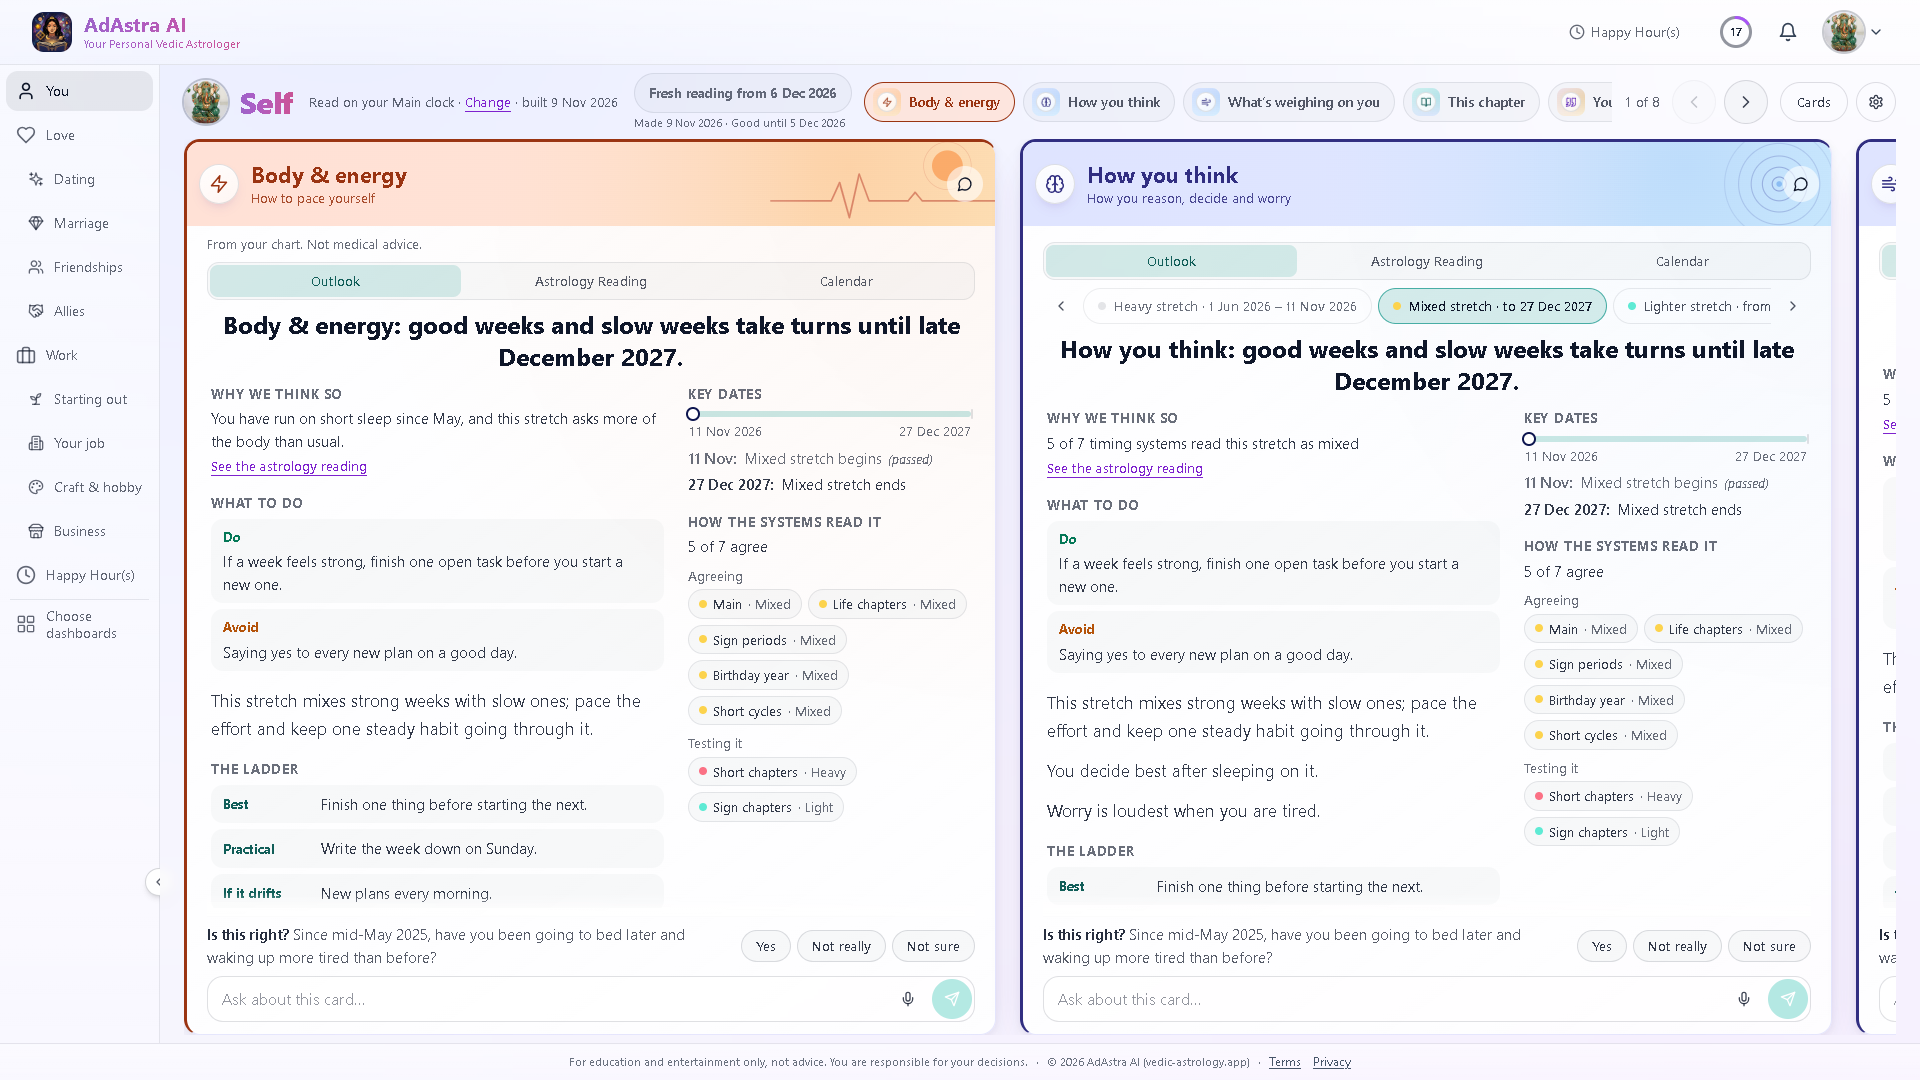 AdAstra AI
Your Personal Vedic Astrologer
Happy Hour(s)
17
You
Love
Dating
Marriage
Friendships
Allies
Work
Starting out
Your job
Craft & hobby
Business
Happy Hour(s)
Choose
dashboards
Self
Read on your Main clock · Change · built 9 Nov 2026
Fresh reading from 6 Dec 2026
Made 9 Nov 2026 · Good until 5 Dec 2026
Body & energy
How you think
What's weighing on you
This chapter
You
1 of 8
Cards
Body & energy
How to pace yourself
From your chart. Not medical advice.
Outlook
Astrology Reading
Calendar
Body & energy: good weeks and slow weeks take turns until late
December 2027.
WHY WE THINK SO
You have run on short sleep since May, and this stretch asks more of
the body than usual.
See the astrology reading
WHAT TO DO
Do
If a week feels strong, finish one open task before you start a
new one.
Avoid
Saying yes to every new plan on a good day.
This stretch mixes strong weeks with slow ones; pace the
effort and keep one steady habit going through it.
THE LADDER
Best Finish one thing before starting the next.
Practical Write the week down on Sunday.
If it drifts New plans every morning.
KEY DATES
11 Nov 2026 27 Dec 2027
11 Nov: Mixed stretch begins (passed)
27 Dec 2027: Mixed stretch ends
HOW THE SYSTEMS READ IT
5 of 7 agree
Agreeing
Main · Mixed
Life chapters · Mixed
Sign periods · Mixed
Birthday year · Mixed
Short cycles · Mixed
Testing it
Short chapters · Heavy
Sign chapters · Light
Is this right? Since mid-May 2025, have you been going to bed later and
waking up more tired than before?
Yes
Not really
Not sure
Ask about this card...
How you think
How you reason, decide and worry
Outlook
Astrology Reading
Calendar
Heavy stretch · 1 Jun 2026 – 11 Nov 2026
Mixed stretch · to 27 Dec 2027
Lighter stretch · from
How you think: good weeks and slow weeks take turns until late
December 2027.
WHY WE THINK SO
5 of 7 timing systems read this stretch as mixed
See the astrology reading
WHAT TO DO
Do
If a week feels strong, finish one open task before you start a
new one.
Avoid
Saying yes to every new plan on a good day.
This stretch mixes strong weeks with slow ones; pace the
effort and keep one steady habit going through it.
You decide best after sleeping on it.
Worry is loudest when you are tired.
THE LADDER
Best Finish one thing before starting the next.
KEY DATES
11 Nov 2026 27 Dec 2027
11 Nov: Mixed stretch begins (passed)
27 Dec 2027: Mixed stretch ends
HOW THE SYSTEMS READ IT
5 of 7 agree
Agreeing
Main · Mixed
Life chapters · Mixed
Sign periods · Mixed
Birthday year · Mixed
Short cycles · Mixed
Testing it
Short chapters · Heavy
Sign chapters · Light
Is this right? Since mid-May 2025, have you been going to bed later and
waking up more tired than before?
Yes
Not really
Not sure
Ask about this card...
5
For education and entertainment only, not advice. You are responsible for your decisions. · © 2026 AdAstra AI (vedic-astrology.app) · Terms Privacy